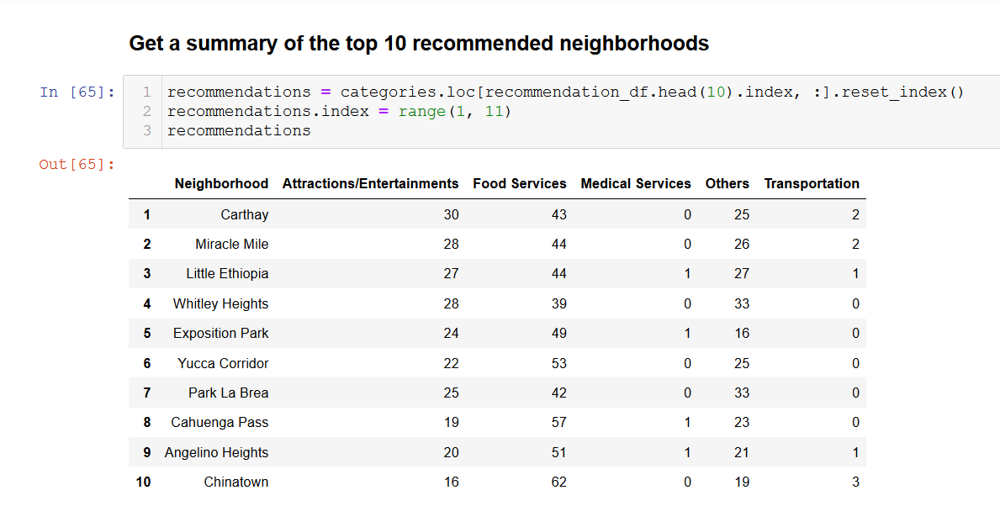 Get a summary of the top 10 recommended neighborhoods
In [65]:
1 recommendations = categories.loc[recommendation_df.head(10).index, :].reset_index()
2 recommendations.index = range(1, 11)
3 recommendations
Out[65]:
Neighborhood Attractions/Entertainments Food Services Medical Services Others Transportation
1 Carthay 30 43 0 25 2
2 Miracle Mile 28 44 0 26 2
3 Little Ethiopia 27 44 1 27 1
4 Whitley Heights 28 39 0 33 0
5 Exposition Park 24 49 1 16 0
6 Yucca Corridor 22 53 0 25 0
7 Park La Brea 25 42 0 33 0
8 Cahuenga Pass 19 57 1 23 0
9 Angelino Heights 20 51 1 21 1
10 Chinatown 16 62 0 19 3